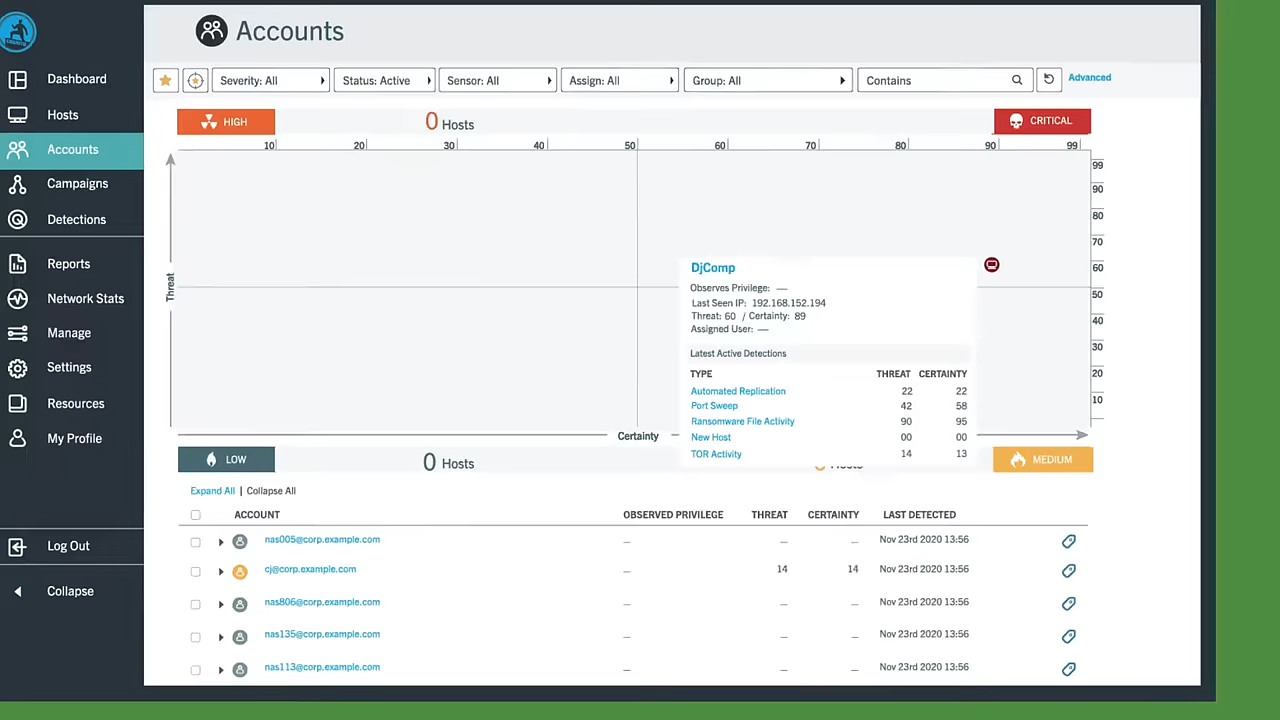 Accounts
Dashboard
Hosts
Accounts
Campaigns
Detections
Reports
Network Stats
Manage
Settings
Resources
My Profile
Log Out
Collapse
Severity: All
Status: Active
Sensor: All
Assign: All
Group: All
Contains
Advanced
HIGH
0 Hosts
CRITICAL
10 20 30 40 50 60 70 80 90 99
99
90
80
70
60
50
40
30
20
10
Threat
Certainty
DjComp
Observes Privilege: —
Last Seen IP: 192.168.152.194
Threat: 60 / Certainty: 89
Assigned User: —
Latest Active Detections
TYPE THREAT CERTAINTY
Automated Replication 22 22
Port Sweep 42 58
Ransomware File Activity 90 95
New Host 00 00
TOR Activity 14 13
LOW
0 Hosts
Hosts
MEDIUM
Expand All | Collapse All
ACCOUNT OBSERVED PRIVILEGE THREAT CERTAINTY LAST DETECTED
nas005@corp.example.com – – – Nov 23rd 2020 13:56
cj@corp.example.com – 14 14 Nov 23rd 2020 13:56
nas806@corp.example.com – – – Nov 23rd 2020 13:56
nas135@corp.example.com – – – Nov 23rd 2020 13:56
nas113@corp.example.com – – – Nov 23rd 2020 13:56